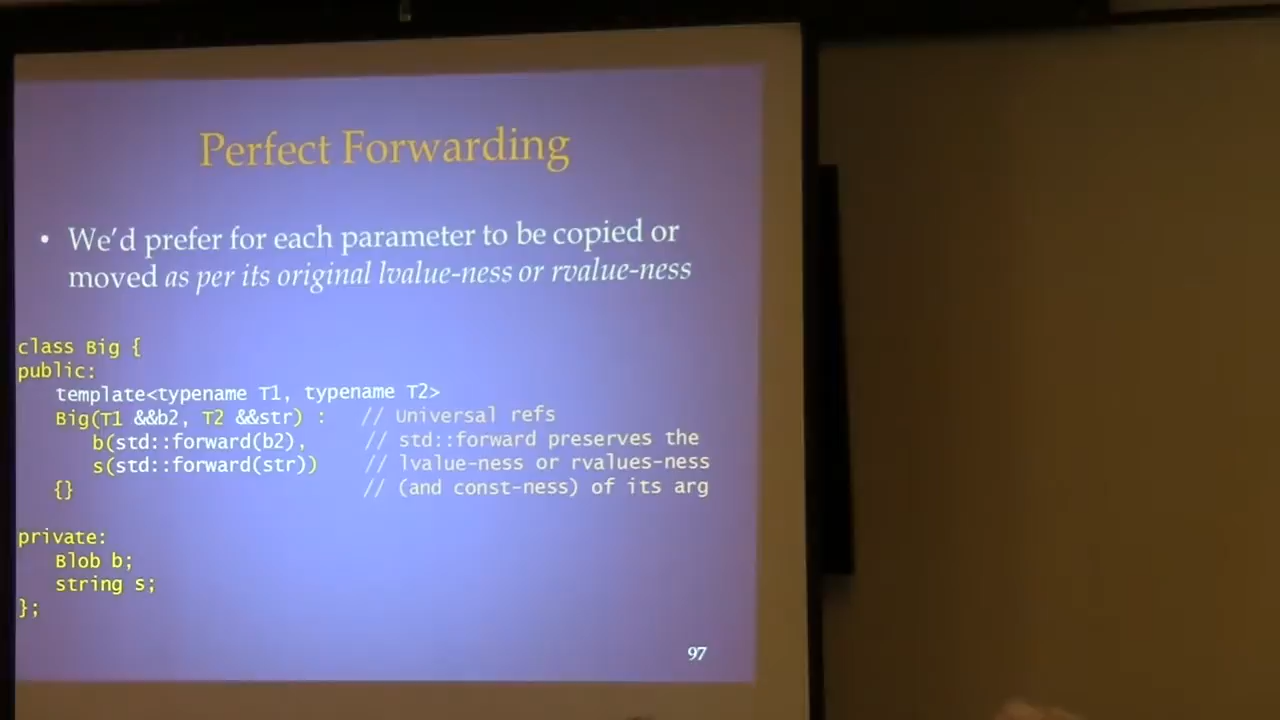 Perfect Forwarding
• We'd prefer for each parameter to be copied or
moved as per its original lvalue-ness or rvalue-ness
class Big {
public:
template<typename T1, typename T2>
Big(T1 &&b2, T2 &&str) : // Universal refs
b(std::forward(b2), // std::forward preserves the
s(std::forward(str)) // lvalue-ness or rvalues-ness
{} // (and const-ness) of its arg
private:
Blob b;
string s;
};
97